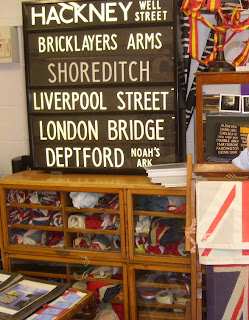 HACKNEY WELL STREET
BRICKLAYERS ARMS
SHOREDITCH
LIVERPOOL STREET
LONDON BRIDGE
DEPTFORD NOAH'S ARK